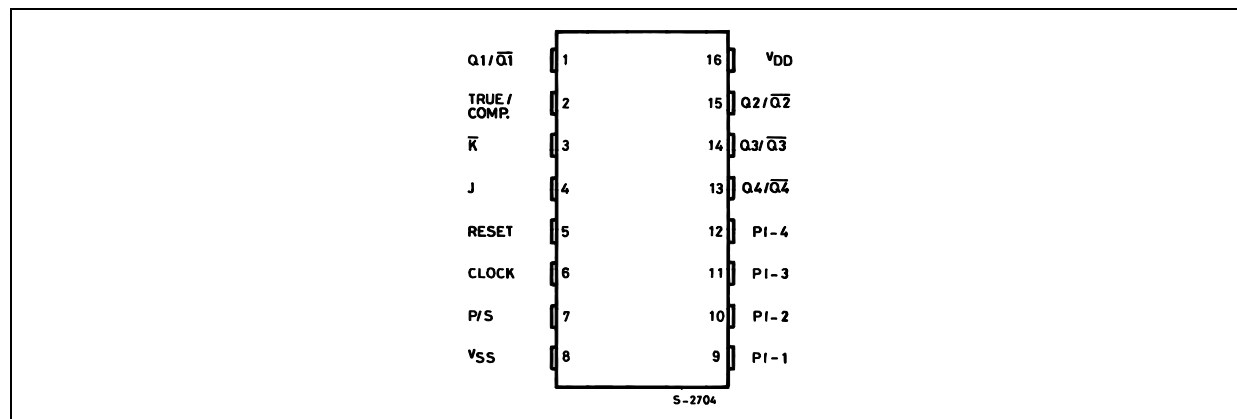 Q1/Q̅1̅ 1 16 VDD
TRUE/
COMP. 2 15 Q2/Q̅2̅
K̅ 3 14 Q3/Q̅3̅
J 4 13 Q4/Q̅4̅
RESET 5 12 PI-4
CLOCK 6 11 PI-3
P/S 7 10 PI-2
VSS 8 9 PI-1
S-2704